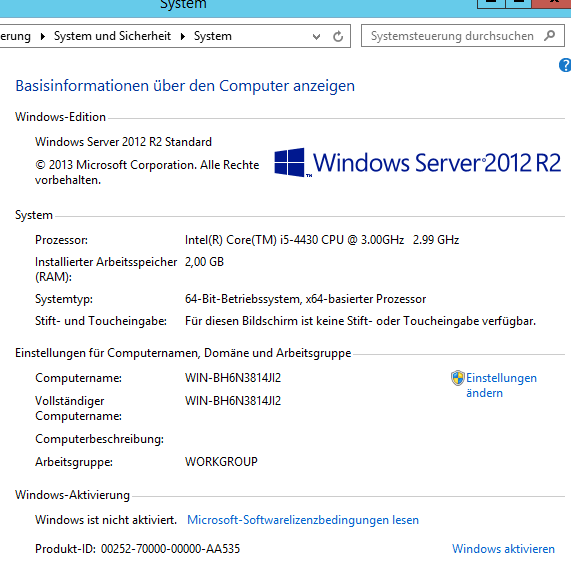 System
erung ▸ System und Sicherheit ▸ System
Systemsteuerung durchsuchen
?
Basisinformationen über den Computer anzeigen
Windows-Edition
Windows Server 2012 R2 Standard
© 2013 Microsoft Corporation. Alle Rechte
vorbehalten.
Windows Server® 2012 R2
System
Prozessor: Intel(R) Core(TM) i5-4430 CPU @ 3.00GHz 2.99 GHz
Installierter Arbeitsspeicher 2,00 GB
(RAM):
Systemtyp: 64-Bit-Betriebssystem, x64-basierter Prozessor
Stift- und Toucheingabe: Für diesen Bildschirm ist keine Stift- oder Toucheingabe verfügbar.
Einstellungen für Computernamen, Domäne und Arbeitsgruppe
Computername: WIN-BH6N3814JI2
Einstellungen
ändern
Vollständiger WIN-BH6N3814JI2
Computername:
Computerbeschreibung:
Arbeitsgruppe: WORKGROUP
Windows-Aktivierung
Windows ist nicht aktiviert. Microsoft-Softwarelizenzbedingungen lesen
Produkt-ID: 00252-70000-00000-AA535 Windows aktivieren